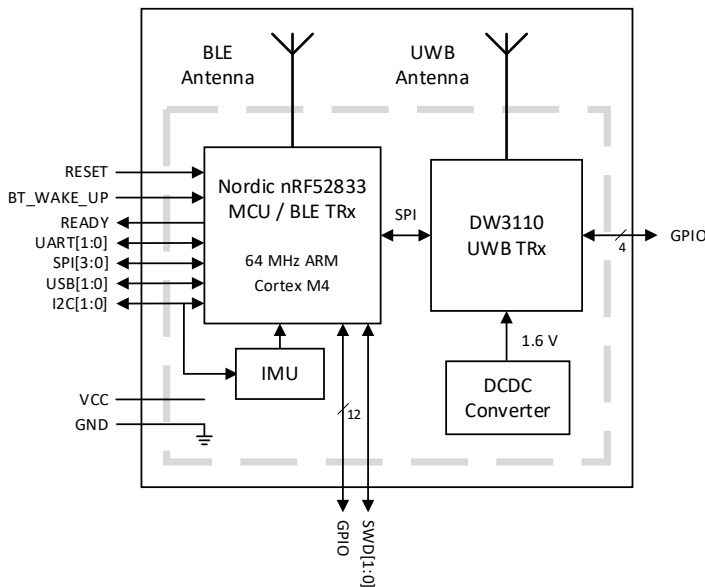 BLE
Antenna
UWB
Antenna
RESET
BT_WAKE_UP
READY
UART[1:0]
SPI[3:0]
USB[1:0]
I2C[1:0]
Nordic nRF52833
MCU / BLE TRx
64 MHz ARM
Cortex M4
SPI
DW3110
UWB TRx
4
GPIO
IMU
1.6 V
DCDC
Converter
VCC
GND
12
GPIO
SWD[1:0]